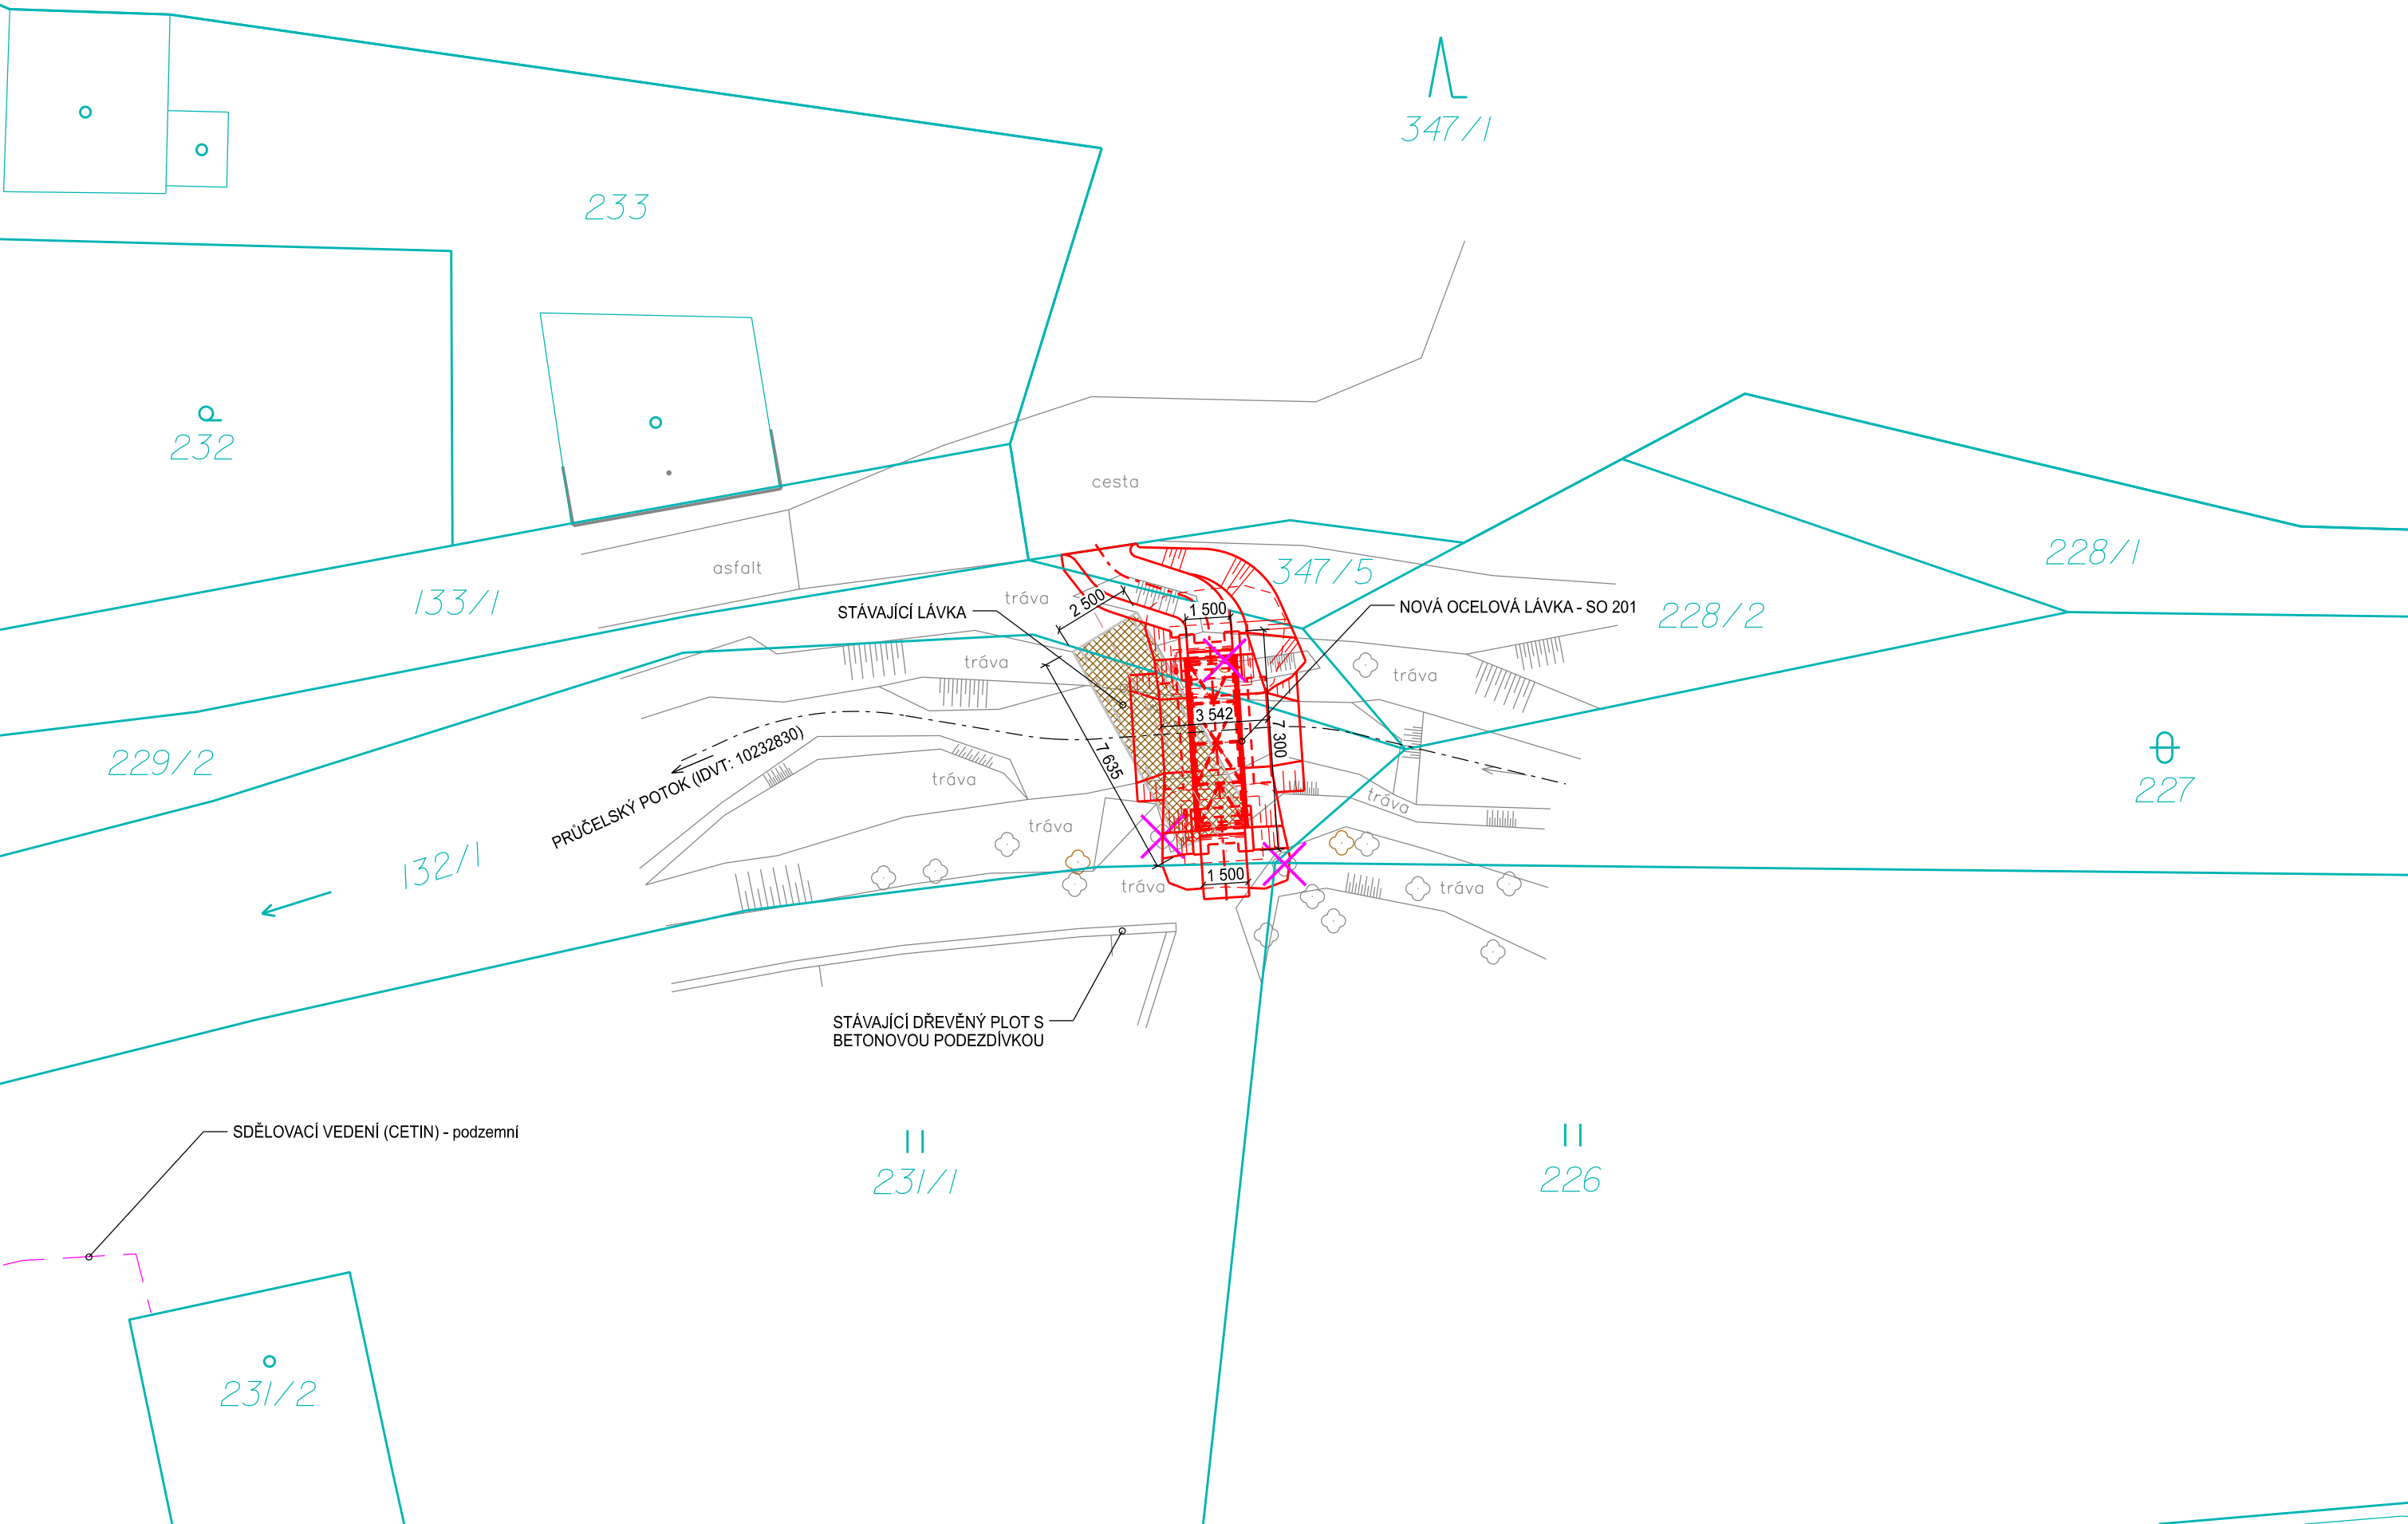 347/1
233
232
cesta
228/1
asfalt
347/5
133/1
tráva
2 500
1 500
NOVÁ OCELOVÁ LÁVKA - SO 201
STÁVAJÍCÍ LÁVKA
228/2
tráva
tráva
3 542
7 300
229/2
PRŮČELSKÝ POTOK (IDVT: 10232830)
7 635
tráva
227
tráva
tráva
132/1
tráva
1 500
tráva
STÁVAJÍCÍ DŘEVĚNÝ PLOT S
BETONOVOU PODEZDÍVKOU
SDĚLOVACÍ VEDENÍ (CETIN) - podzemní
231/1
226
231/2